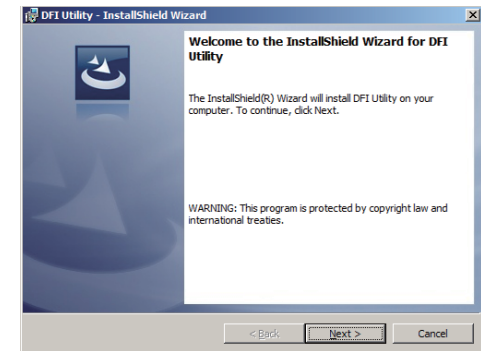 DFI Utility - InstallShield Wizard
Welcome to the InstallShield Wizard for DFI
Utility
The InstallShield(R) Wizard will install DFI Utility on your
computer. To continue, click Next.
WARNING: This program is protected by copyright law and
international treaties.
< Back
Next >
Cancel